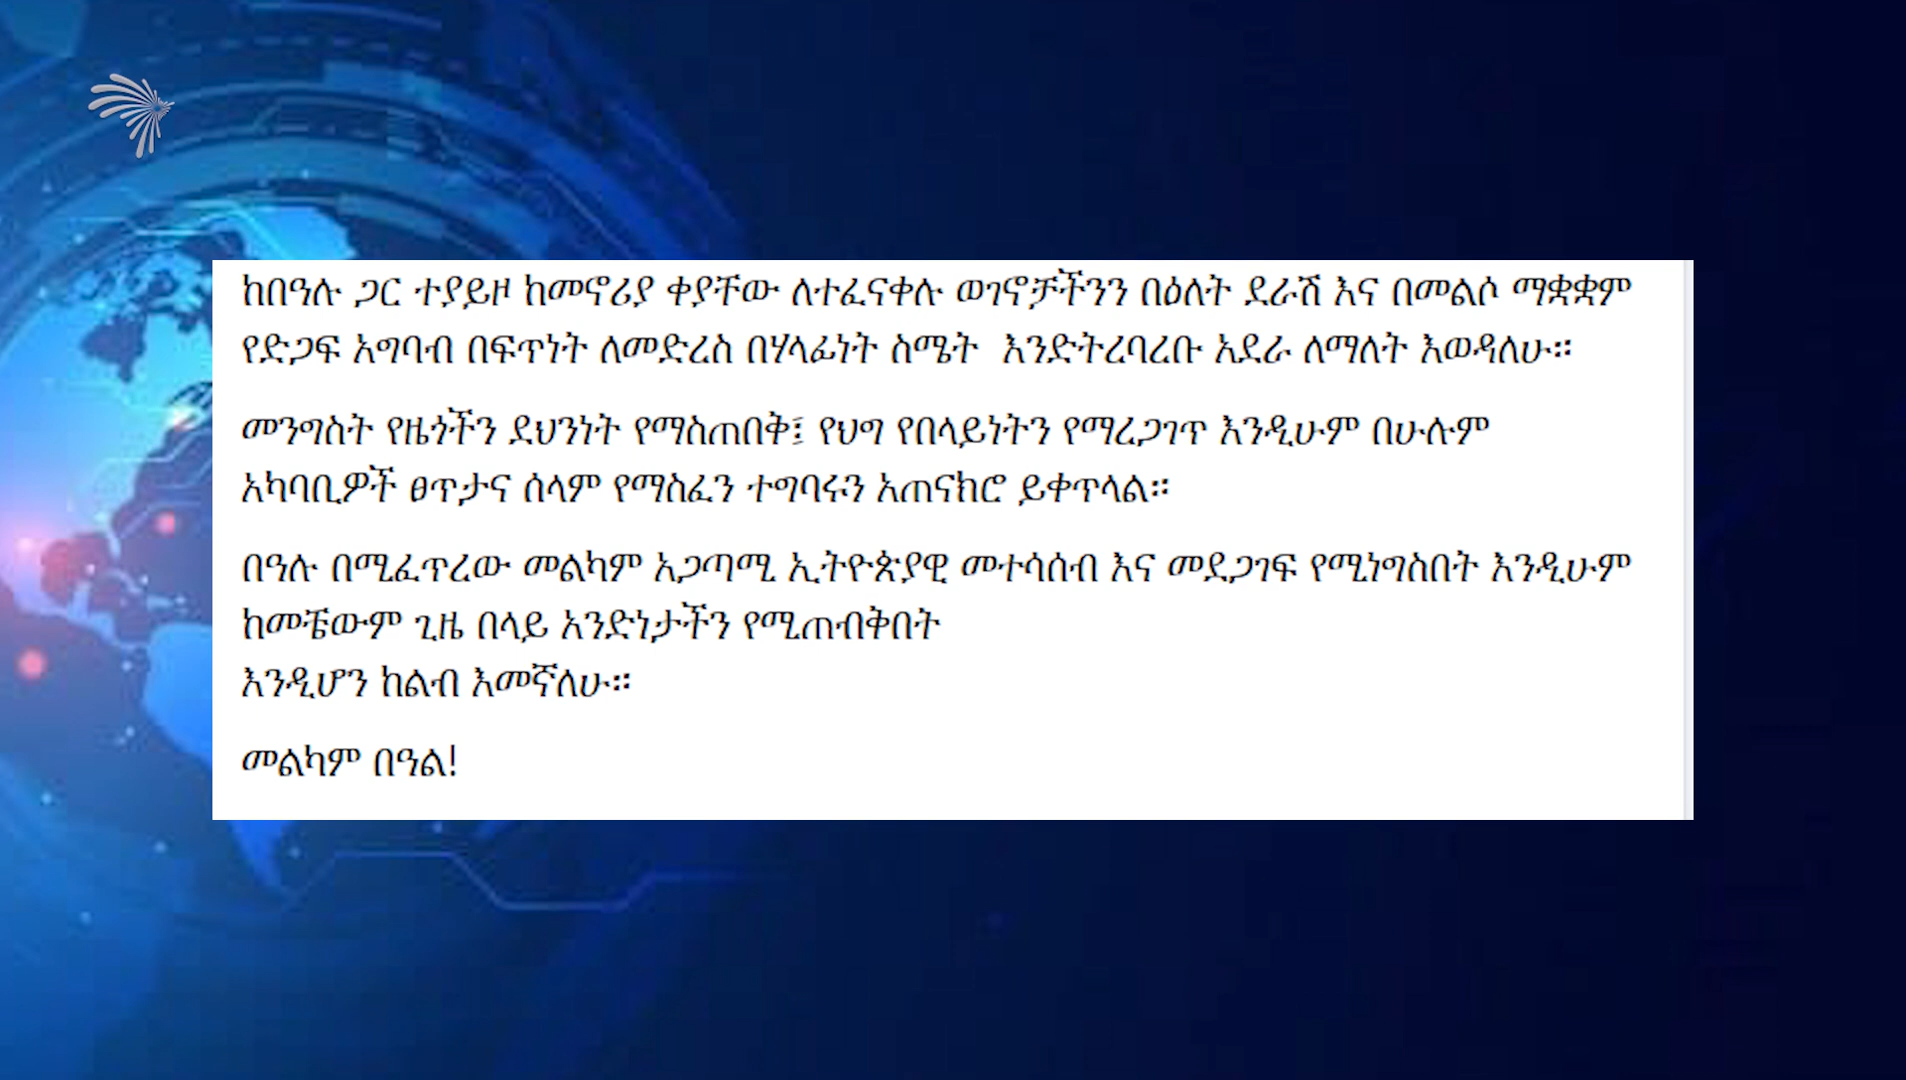 ከበዓሉ ጋር ተያይዞ ከመኖሪያ ቀያቸው ለተፈናቀሉ ወገኖቻችንን በዕለት ደራሽ እና በመልሶ ማቋቋም
የድጋፍ አግባብ በፍጥነት ለመድረስ በሃላፊነት ስሜት እንድትረባረቡ አደራ ለማለት እወዳለሁ።
መንግስት የዜጎችን ደህንነት የማስጠበቅ፤ የህግ የበላይነትን የማረጋገጥ እንዲሁም በሁሉም
አካባቢዎች ፀጥታና ሰላም የማስፈን ተግባሩን አጠናክሮ ይቀጥላል።
በዓሉ በሚፈጥረው መልካም አጋጣሚ ኢትዮጵያዊ መተሳሰብ እና መደጋገፍ የሚነግስበት እንዲሁም
ከመቼውም ጊዜ በላይ አንድነታችን የሚጠብቅበት
እንዲሆን ከልብ እመኛለሁ።
መልካም በዓል!